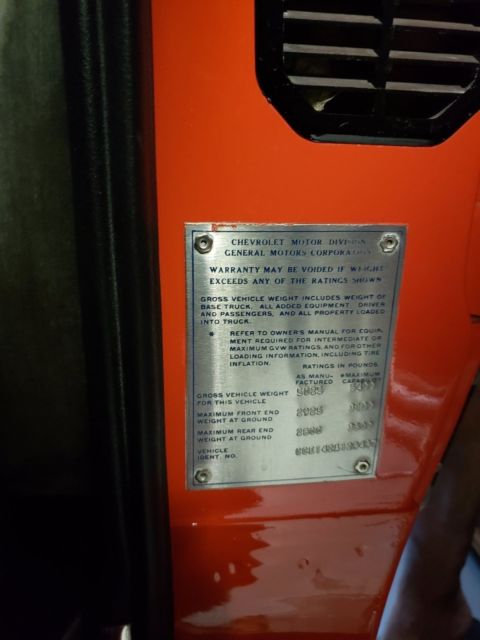 CHEVROLET MOTOR DIVISION
GENERAL MOTORS CORPORATION
WARRANTY MAY BE VOIDED IF WEIGHT
EXCEEDS ANY OF THE RATINGS SHOWN
GROSS VEHICLE WEIGHT INCLUDES WEIGHT OF
BASE TRUCK, ALL ADDED EQUIPMENT, DRIVER
AND PASSENGERS, AND ALL PROPERTY LOADED
INTO TRUCK.
* REFER TO OWNER'S MANUAL FOR EQUIP-
MENT REQUIRED FOR INTERMEDIATE OR
MAXIMUM GVW RATINGS, AND FOR OTHER
LOADING INFORMATION, INCLUDING TIRE
INFLATION.
RATINGS IN POUNDS
AS MANU- *MAXIMUM
FACTURED CAPABILITY
GROSS VEHICLE WEIGHT
FOR THIS VEHICLE
MAXIMUM FRONT END
WEIGHT AT GROUND
MAXIMUM REAR END
WEIGHT AT GROUND
VEHICLE
IDENT. NO.